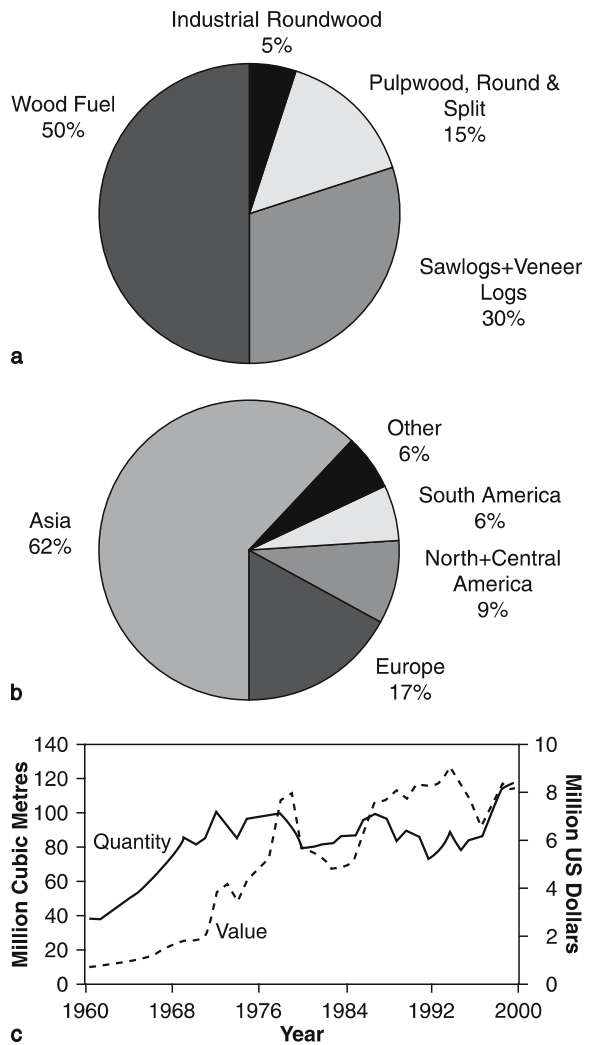 Industrial Roundwood
5%
Wood Fuel
50%
Pulpwood, Round &
Split
15%
Sawlogs+Veneer
Logs
30%
a
Other
6%
South America
6%
Asia
62%
North+Central
America
9%
Europe
17%
b
140
120
100
80
60
40
20
0
Million Cubic Metres
10
8
6
4
2
0
Million US Dollars
Quantity
Value
1960 1968 1976 1984 1992 2000
Year
c